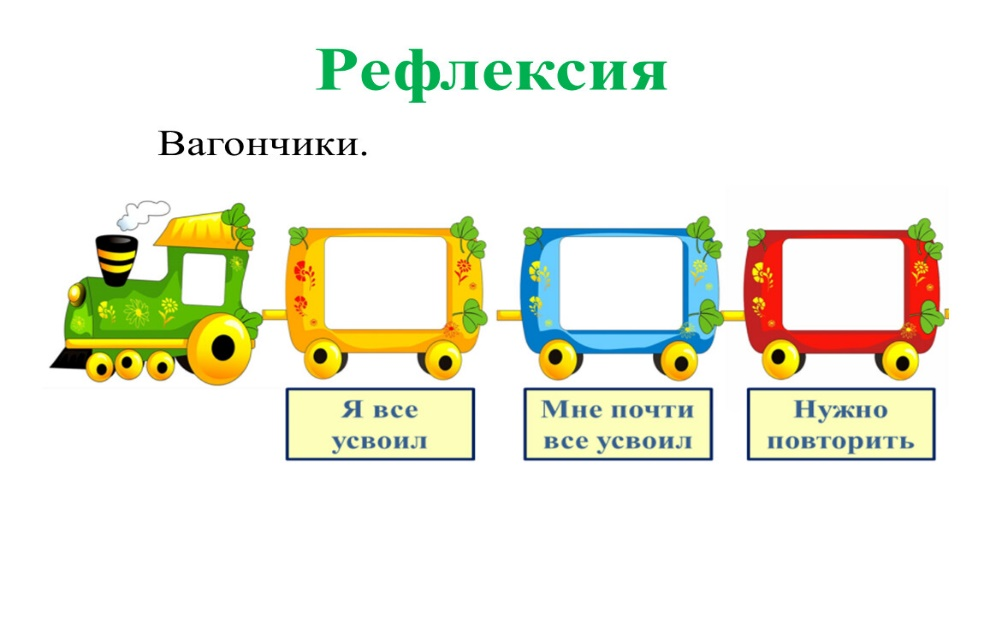 Рефлексия
Вагончики.
Я все
усвоил
Мне почти
все усвоил
Нужно
повторить